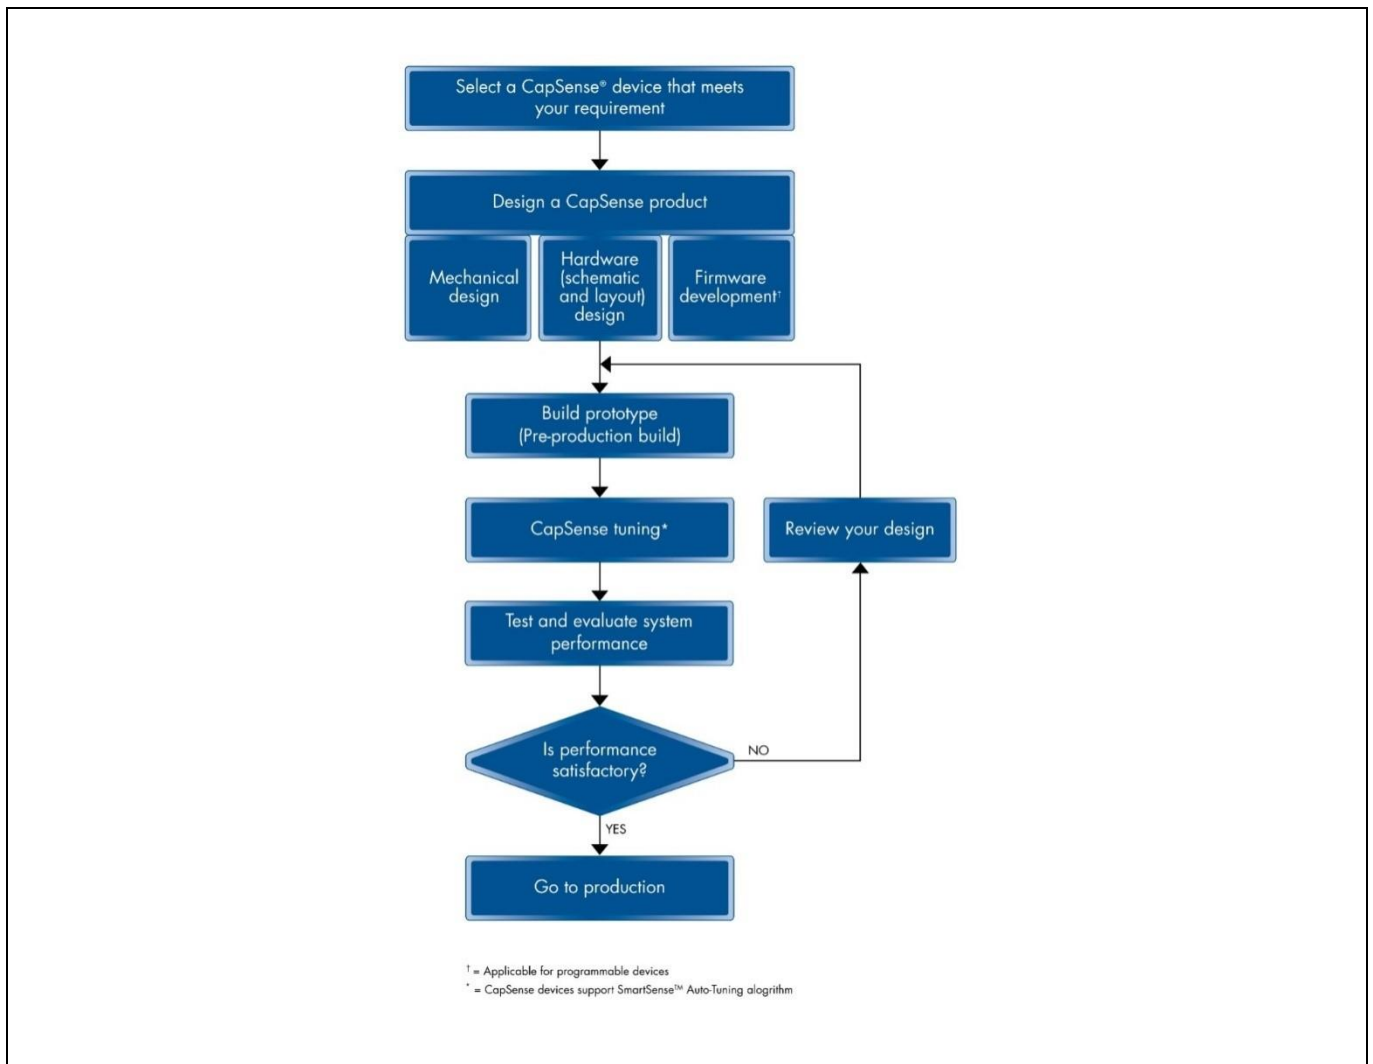 Select a CapSense® device that meets
your requirement
Design a CapSense product
Mechanical
design
Hardware
(schematic
and layout)
design
Firmware
development†
Build prototype
(Pre-production build)
CapSense tuning*
Review your design
Test and evaluate system
performance
Is performance
satisfactory?
NO
YES
Go to production
† = Applicable for programmable devices
* = CapSense devices support SmartSense™ Auto-Tuning alogrithm